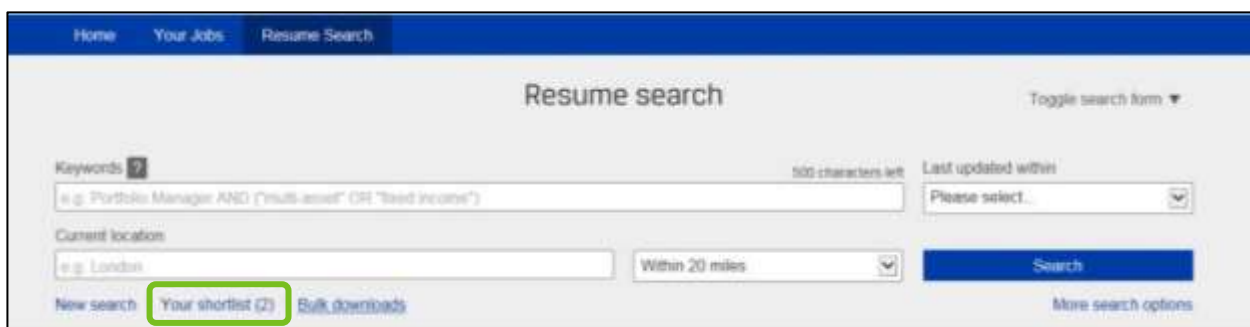 Home Your Jobs Resume Search
Resume search
Toggle search form ▼
Keywords ?
500 characters left
Last updated within
e.g. Portfolio Manager AND ("multi-asset" OR "fixed income")
Please select...
Current location
e.g. London
Within 20 miles
Search
New search Your shortlist (2) Bulk downloads
More search options